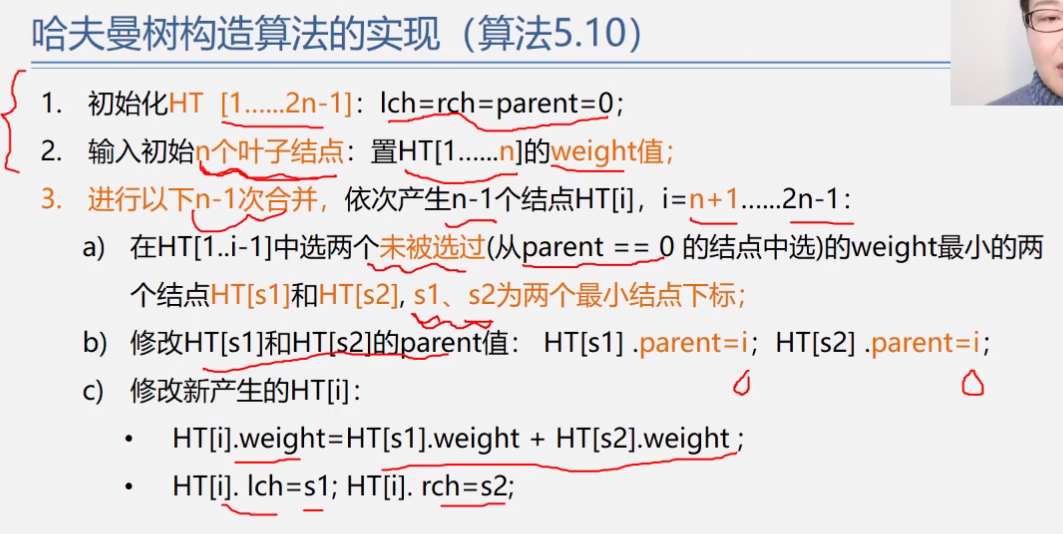 哈夫曼树构造算法的实现（算法5.10）
1. 初始化HT [1......2n-1]：lch=rch=parent=0；
2. 输入初始n个叶子结点：置HT[1......n]的weight值；
3. 进行以下n-1次合并，依次产生n-1个结点HT[i]，i=n+1......2n-1：
a) 在HT[1..i-1]中选两个未被选过(从parent == 0 的结点中选)的weight最小的两
个结点HT[s1]和HT[s2], s1、s2为两个最小结点下标；
b) 修改HT[s1]和HT[s2]的parent值： HT[s1] .parent=i；HT[s2] .parent=i；
c) 修改新产生的HT[i]：
• HT[i].weight=HT[s1].weight + HT[s2].weight ;
• HT[i]. lch=s1; HT[i]. rch=s2;